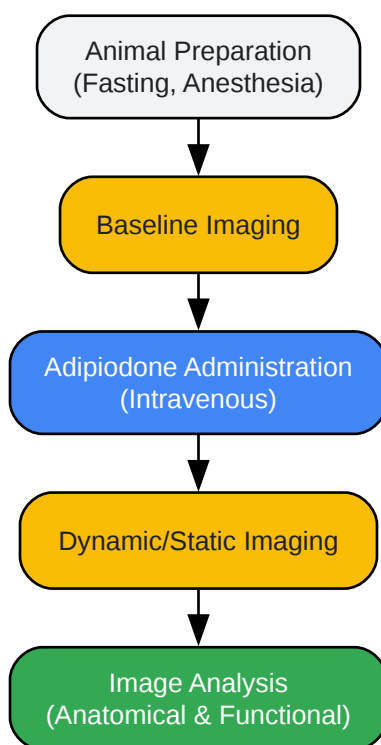 Animal Preparation
(Fasting, Anesthesia)
Baseline Imaging
Adipiodone Administration
(Intravenous)
Dynamic/Static Imaging
Image Analysis
(Anatomical & Functional)